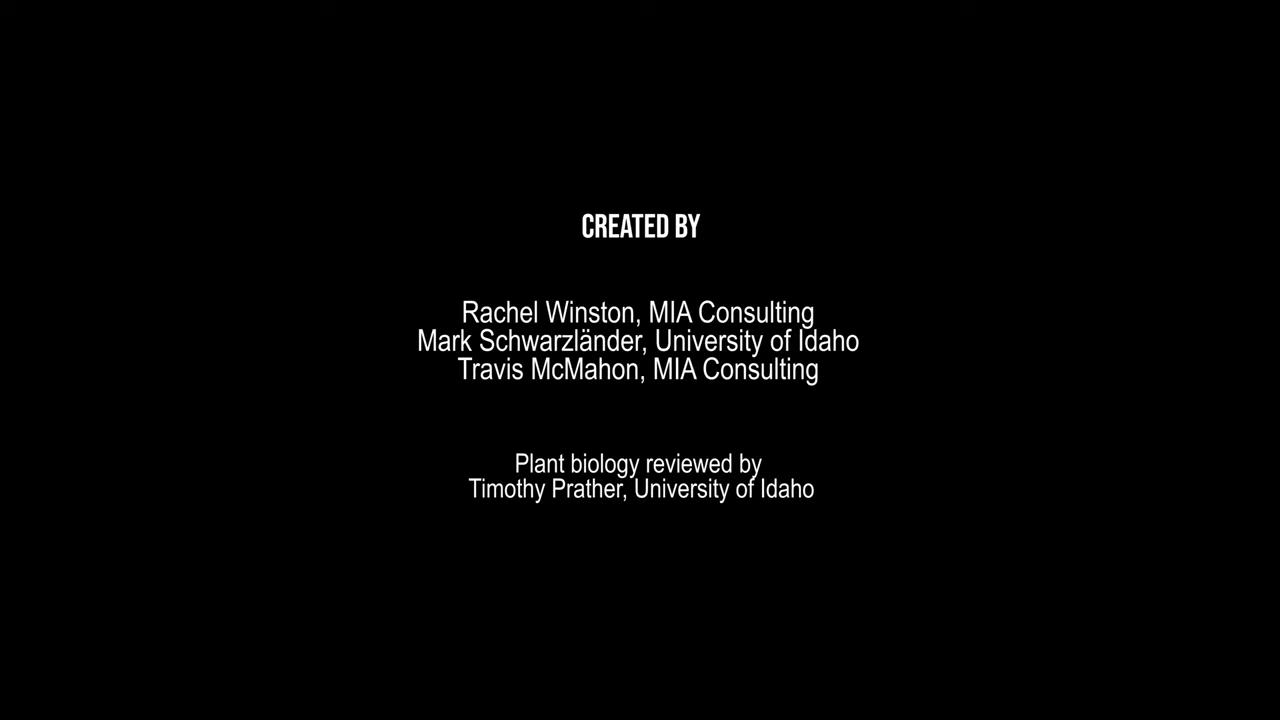 CREATED BY
Rachel Winston, MIA Consulting
Mark Schwarzländer, University of Idaho
Travis McMahon, MIA Consulting
Plant biology reviewed by
Timothy Prather, University of Idaho